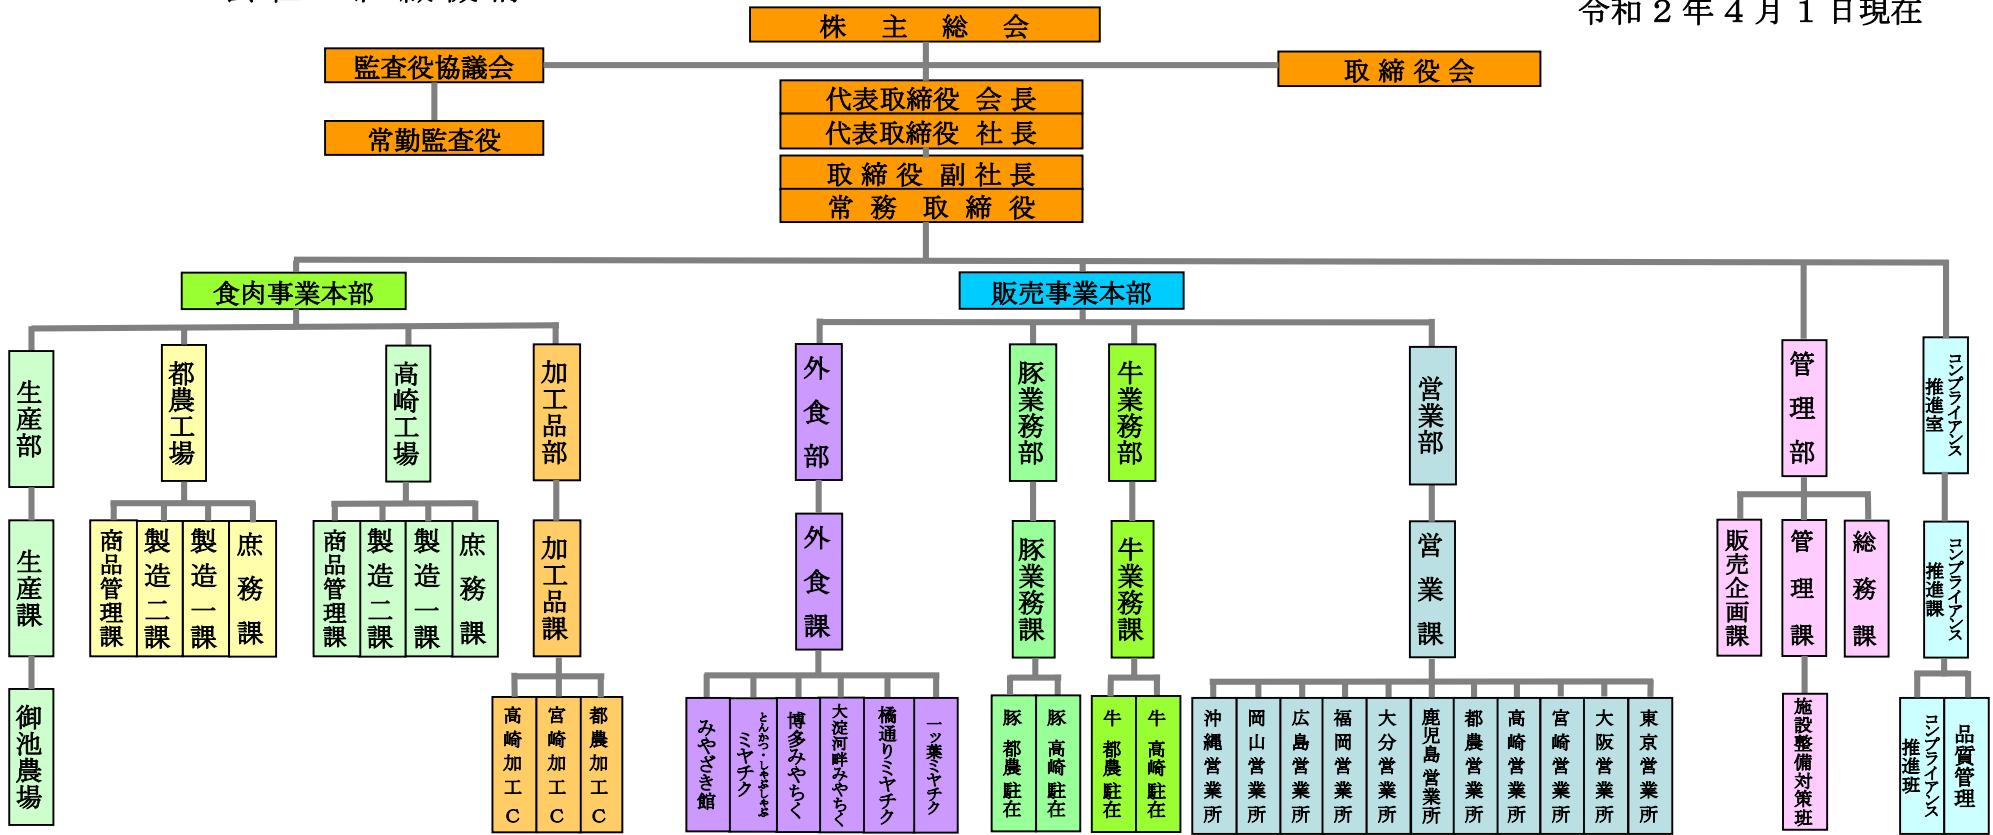 令和２年４月１日現在
株主総会
監査役協議会
取締役会
代表取締役 会長
常勤監査役
代表取締役 社長
取締役 副社長
常務取締役
食肉事業本部
販売事業本部
生産部
都農工場
高崎工場
加工品部
外食部
豚業務部
牛業務部
営業部
管理部
コンプライアンス
推進室
生産課
商品管理課
製造二課
製造一課
庶務課
商品管理課
製造二課
製造一課
庶務課
加工品課
外食課
豚業務課
牛業務課
営業課
販売企画課
管理課
総務課
コンプライアンス
推進課
御池農場
高崎加工Ｃ
宮崎加工Ｃ
都農加工Ｃ
みやざき館
とんかつ・しゃぶしゃぶ
ミヤチク
博多みやちく
大淀河畔みやちく
橘通りミヤチク
一ッ葉ミヤチク
豚 都農駐在
豚 高崎駐在
牛 都農駐在
牛 高崎駐在
沖縄営業所
岡山営業所
広島営業所
福岡営業所
大分営業所
鹿児島営業所
都農営業所
高崎営業所
宮崎営業所
大阪営業所
東京営業所
施設整備対策班
コンプライアンス
推進班
品質管理